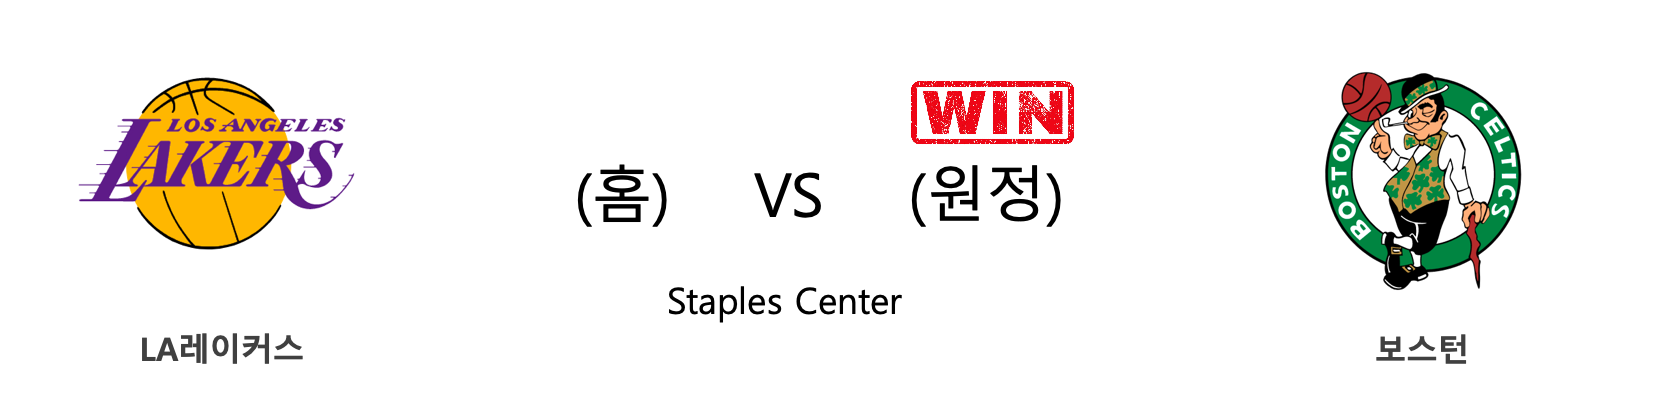 LOS ANGELES
LAKERS
WIN
(홈) VS (원정)
Staples Center
BOSTON CELTICS
LA레이커스
보스턴